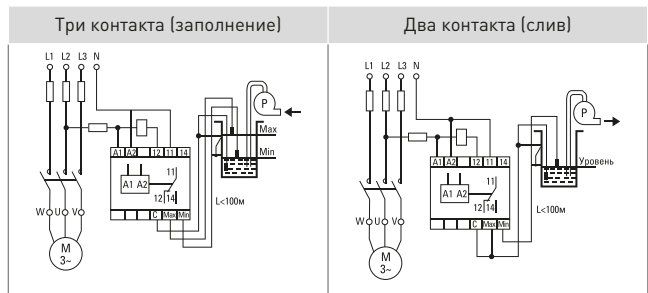 Три контакта (заполнение)
Два контакта (слив)
L1 L2 L3 N
P
Max
Min
A1 A2 12 11 14
11
A1 A2
12 14
C Max Min
L<100м
W U V
M
3~
L1 L2 L3 N
P
Уровень
A1 A2 12 11 14
11
A1 A2
12 14
C Max Min
L<100м
W U V
M
3~